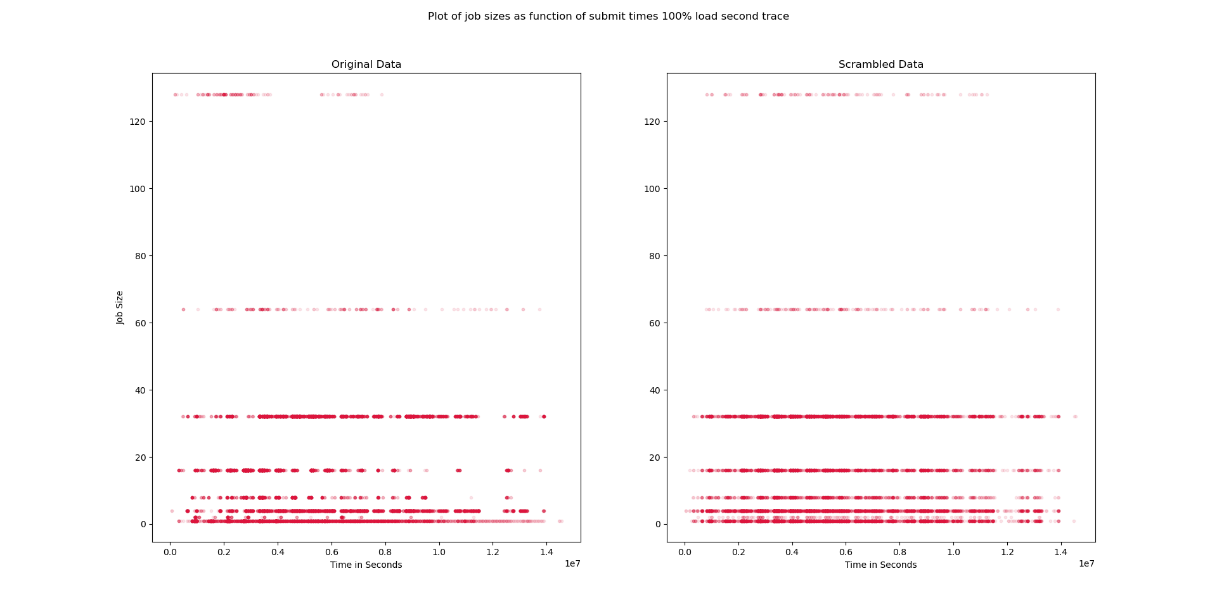 Plot of job sizes as function of submit times 100% load second trace
Original Data
120
100
80
60
40
20
0
Job Size
0.0 0.2 0.4 0.6 0.8 1.0 1.2 1.4
1e7
Time in Seconds
Scrambled Data
120
100
80
60
40
20
0
0.0 0.2 0.4 0.6 0.8 1.0 1.2 1.4
1e7
Time in Seconds